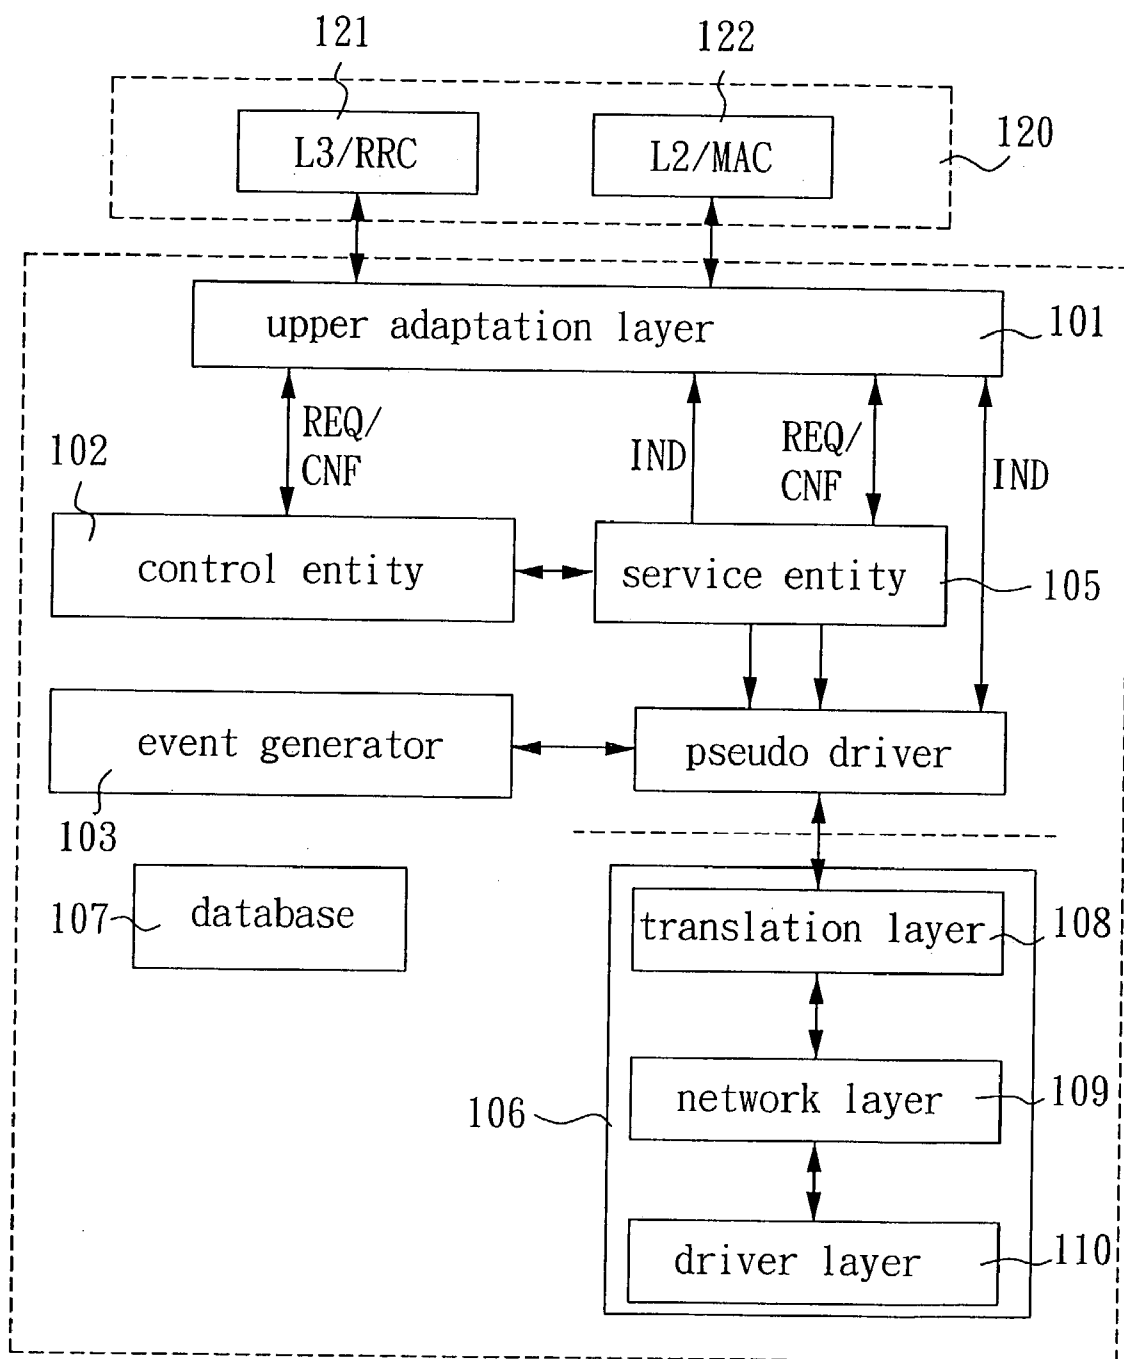 121
122
L3/RRC
L2/MAC
120
upper adaptation layer
101
REQ/
CNF
IND
REQ/
CNF
IND
102
control entity
service entity
105
event generator
pseudo driver
103
107
database
translation layer
108
106
network layer
109
driver layer
110